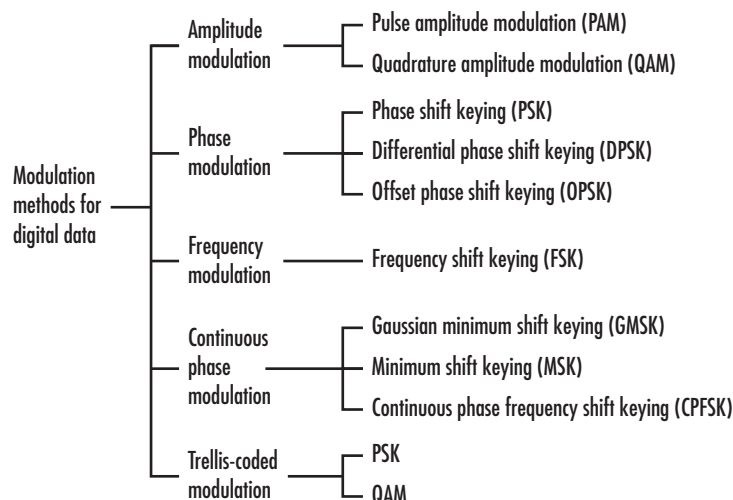 Modulation
methods for
digital data
Amplitude
modulation
Pulse amplitude modulation (PAM)
Quadrature amplitude modulation (QAM)
Phase
modulation
Phase shift keying (PSK)
Differential phase shift keying (DPSK)
Offset phase shift keying (OPSK)
Frequency
modulation
Frequency shift keying (FSK)
Continuous
phase
modulation
Gaussian minimum shift keying (GMSK)
Minimum shift keying (MSK)
Continuous phase frequency shift keying (CPFSK)
Trellis-coded
modulation
PSK
QAM